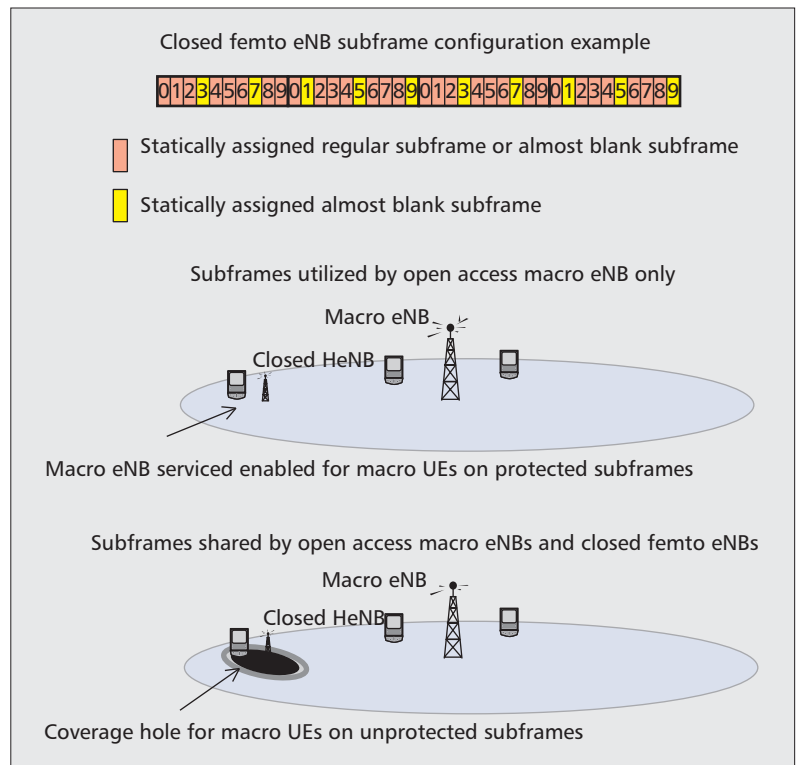 Closed femto eNB subframe configuration example
0123456789012345678901234567890123456789
Statically assigned regular subframe or almost blank subframe
Statically assigned almost blank subframe
Subframes utilized by open access macro eNB only
Macro eNB
Closed HeNB
Macro eNB serviced enabled for macro UEs on protected subframes
Subframes shared by open access macro eNBs and closed femto eNBs
Macro eNB
Closed HeNB
Coverage hole for macro UEs on unprotected subframes